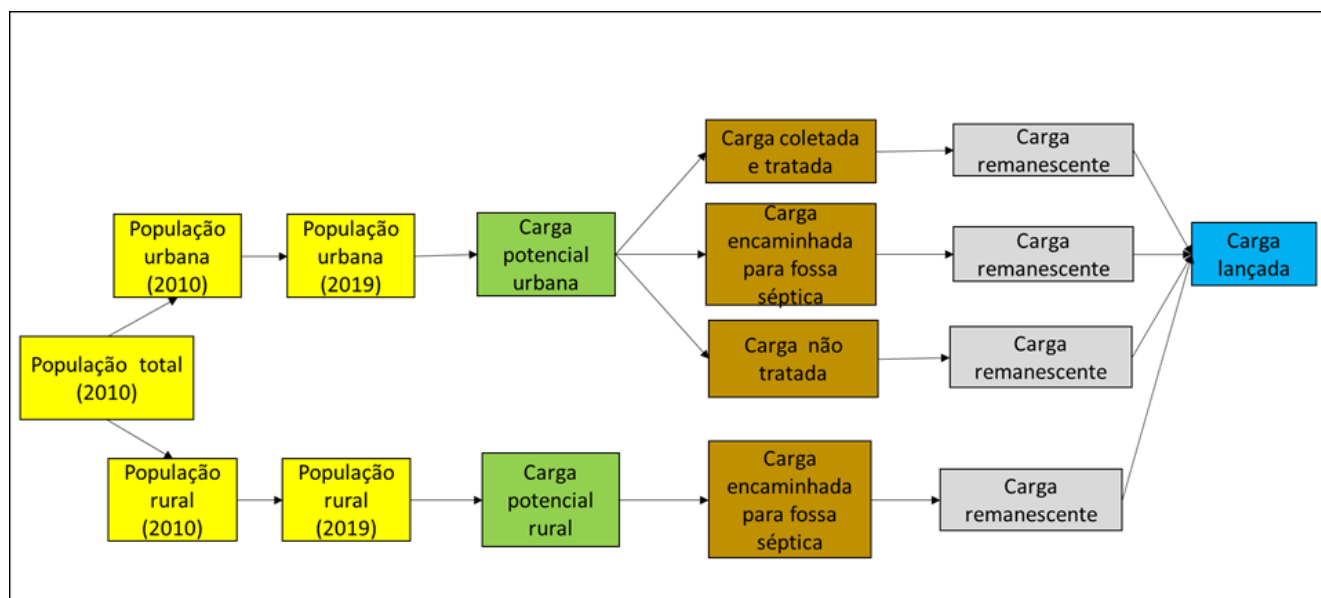 Carga coletada
e tratada
Carga
remanescente
População
urbana
(2010)
População
urbana
(2019)
Carga
potencial
urbana
Carga
encaminhada
para fossa
séptica
Carga
remanescente
Carga
lançada
População total
(2010)
Carga não
tratada
Carga
remanescente
População
rural
(2010)
População
rural
(2019)
Carga
potencial
rural
Carga
encaminhada
para fossa
séptica
Carga
remanescente